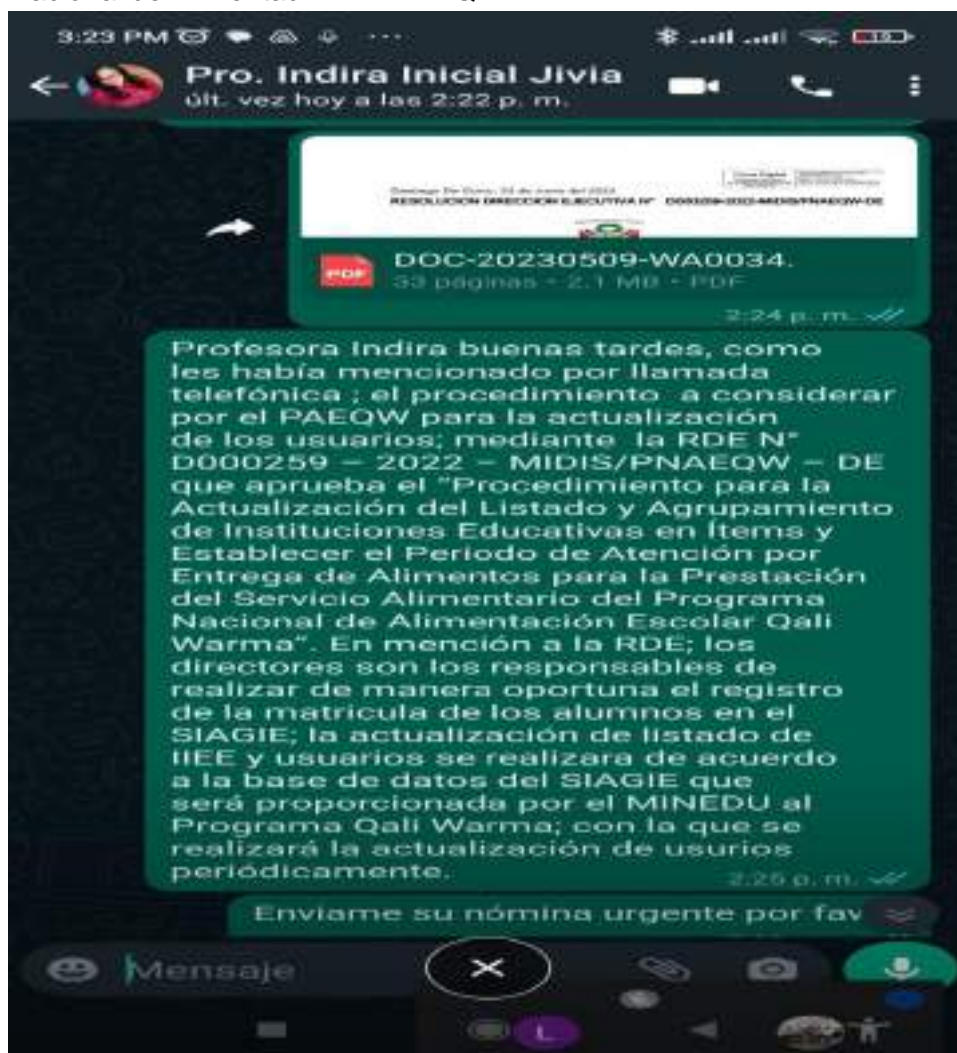 3:23 PM
Pro. Indira Inicial Jivia
últ. vez hoy a las 2:22 p. m.
RESOLUCION DIRECCION EJECUTIVA N° D000259-2022-MIDIS/PNAEQW-DE
PDF
DOC-20230509-WA0034.
33 páginas • 2.1 MB • PDF
2:24 p. m.
Profesora Indira buenas tardes, como
les había mencionado por llamada
telefónica ; el procedimiento a considerar
por el PAEQW para la actualización
de los usuarios; mediante la RDE N°
D000259 – 2022 – MIDIS/PNAEQW – DE
que aprueba el "Procedimiento para la
Actualización del Listado y Agrupamiento
de Instituciones Educativas en Ítems y
Establecer el Periodo de Atención por
Entrega de Alimentos para la Prestación
del Servicio Alimentario del Programa
Nacional de Alimentación Escolar Qali
Warma". En mención a la RDE; los
directores son los responsables de
realizar de manera oportuna el registro
de la matricula de los alumnos en el
SIAGIE; la actualización de listado de
IIEE y usuarios se realizara de acuerdo
a la base de datos del SIAGIE que
será proporcionada por el MINEDU al
Programa Qali Warma; con la que se
realizará la actualización de usurios
periódicamente.
2:25 p. m.
Enviame su nómina urgente por fav
Mensaje
L